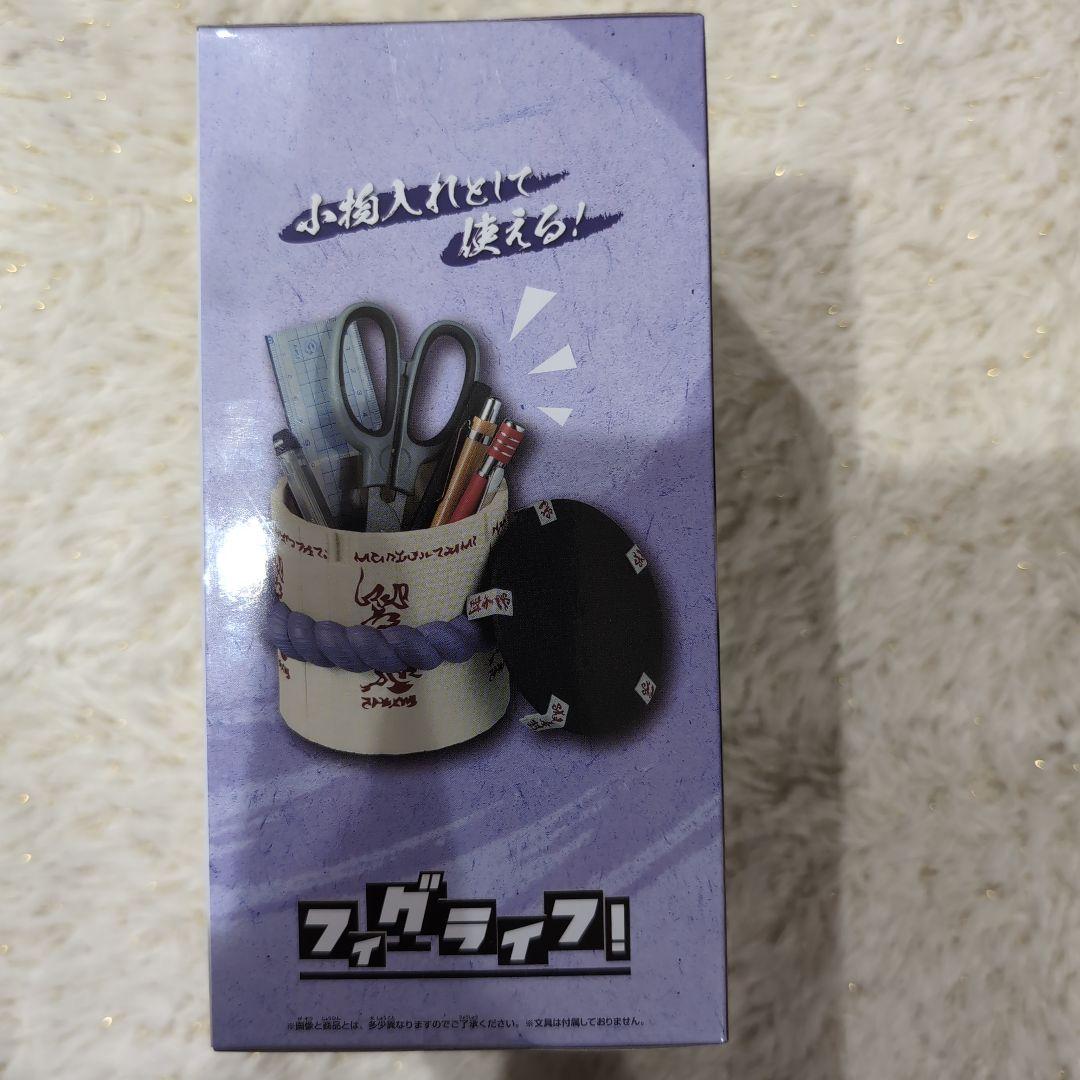 小物入れとして
使える!
フィグライフ!
※画像と商品とは、多少異なりますのでご了承ください。※文具は付属しておりません。